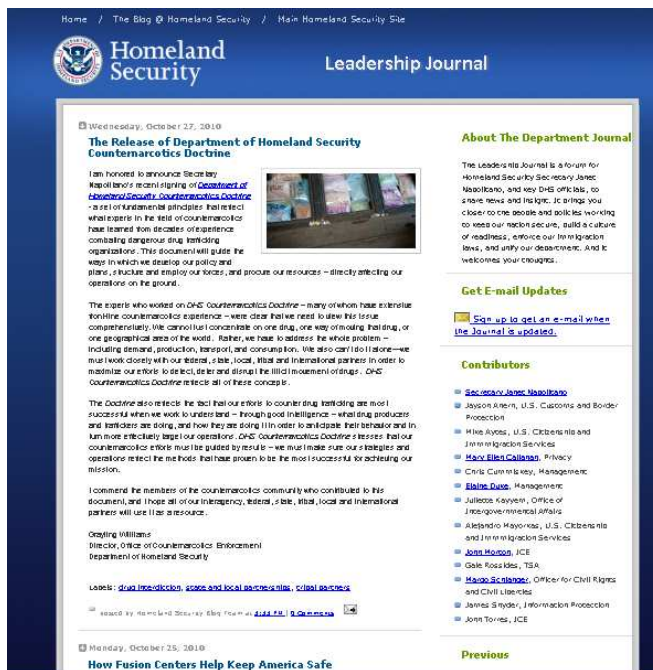 Home / The Blog @ Homeland Security / Main Homeland Security Site
Homeland
Security
Leadership Journal
Wednesday, October 27, 2010
The Release of Department of Homeland Security
Counternarcotics Doctrine
I am honored to announce Secretary
Napolitano's recent signing of Department of
Homeland Security Counternarcotics Doctrine
- a set of fundamental principles that reflect
what experts in the field of counternarcotics
have learned from decades of experience
combating dangerous drug trafficking
organizations. This document will guide the
ways in which we develop our policy and
plans, structure and employ our forces, and procure our resources – directly affecting our
operations on the ground.
The experts who worked on DHS Counternarcotics Doctrine – many of whom have extensive
front-line counternarcotics experience – were clear that we need to view this issue
comprehensively. We cannot just concentrate on one drug, one way of moving that drug, or
one geographical area of the world. Rather, we have to address the whole problem –
including demand, production, transport, and consumption. We also can't do it alone—we
must work closely with our federal, state, local, tribal and international partners in order to
maximize our efforts to detect, deter and disrupt the illicit movement of drugs. DHS
Counternarcotics Doctrine reflects all of these concepts.
The Doctrine also reflects the fact that our efforts to counter drug trafficking are most
successful when we work to understand – through good intelligence – what drug producers
and traffickers are doing, and how they are doing it in order to anticipate their behavior and in
turn more effectively target our operations. DHS Counternarcotics Doctrine stresses that our
counternarcotics efforts must be guided by results – we must make sure our strategies and
operations reflect the methods that have proven to be the most successful for achieving our
mission.
I commend the members of the counternarcotics community who contributed to this
document, and I hope all of our interagency, federal, state, tribal, local and international
partners will use it as a resource.
Grayling Williams
Director, Office of Counternarcotics Enforcement
Department of Homeland Security
Labels: drug interdiction, state and local partnerships, tribal partners
Posted by Homeland Security Blog Team at 3:33 PM | 0 Comments
Monday, October 25, 2010
How Fusion Centers Help Keep America Safe
About The Department Journal
The Leadership Journal is a forum for
Homeland Security Secretary Janet
Napolitano, and key DHS officials, to
share news and insight. It brings you
closer to the people and policies working
to keep our nation secure, build a culture
of readiness, enforce our immigration
laws, and unify our department. And it
welcomes your thoughts.
Get E-mail Updates
Sign up to get an e-mail when
the Journal is updated.
Contributors
Secretary Janet Napolitano
Jayson Ahern, U.S. Customs and Border
Protection
Mike Aytes, U.S. Citizenship and
Immmigration Services
Mary Ellen Callahan, Privacy
Chris Cummiskey, Management
Elaine Duke, Management
Juliette Kayyem, Office of
Intergovernmental Affairs
Alejandro Mayorkas, U.S. Citizenship
and Immmigration Services
John Morton, ICE
Gale Rossides, TSA
Margo Schlanger, Officer for Civil Rights
and Civil Liberties
James Snyder, Information Protection
John Torres, ICE
Previous